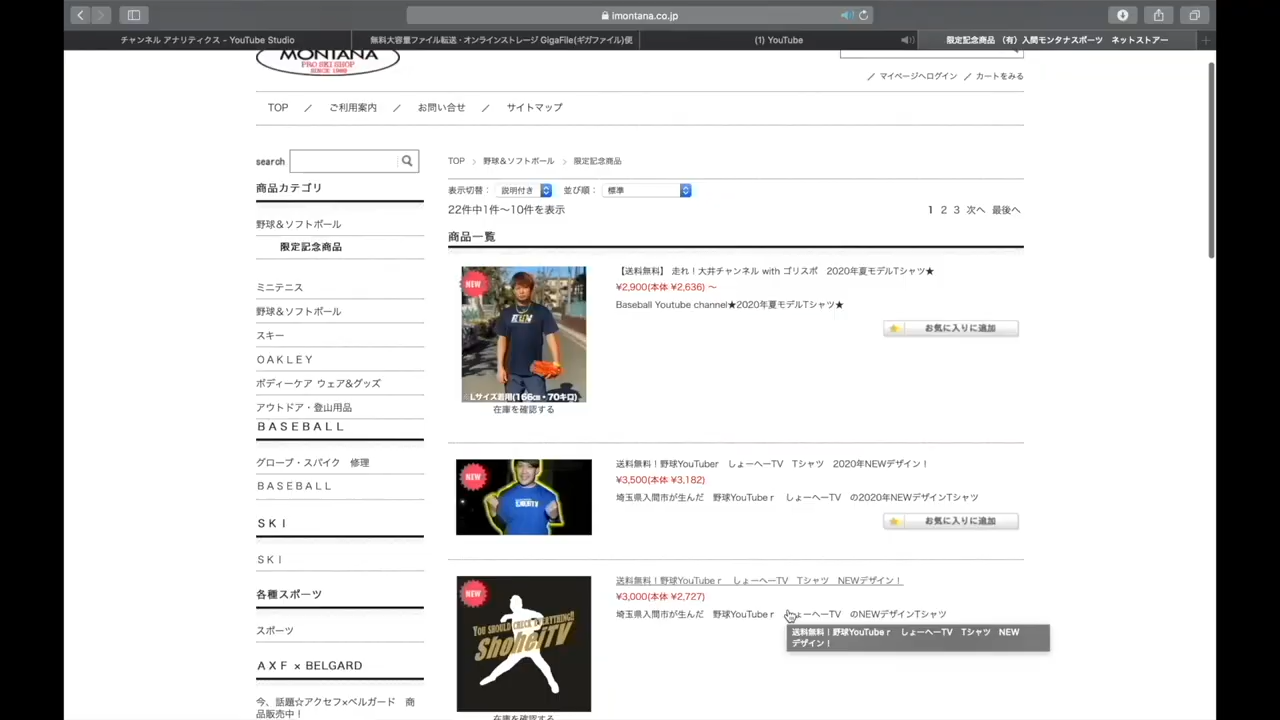 imontana.co.jp
チャンネル アナリティクス - YouTube Studio
無料大容量ファイル転送・オンラインストレージ GigaFile(ギガファイル)便
(1) YouTube
限定記念商品 （有）入間モンタナスポーツ ネットストアー
MONTANA
PRO SKI SHOP
／ マイページへログイン ／ カートをみる
TOP ／ ご利用案内 ／ お問い合せ ／ サイトマップ
search
TOP > 野球＆ソフトボール > 限定記念商品
商品カテゴリ
表示切替： 説明付き 並び順： 標準
22件中1件〜10件を表示
1 2 3 次へ 最後へ
野球＆ソフトボール
限定記念商品
ミニテニス
野球＆ソフトボール
スキー
ＯＡＫＬＥＹ
ボディーケア ウェア&グッズ
アウトドア・登山用品
ＢＡＳＥＢＡＬＬ
グローブ・スパイク 修理
ＢＡＳＥＢＡＬＬ
ＳＫＩ
ＳＫＩ
各種スポーツ
スポーツ
ＡＸＦ × BELGARD
今、話題☆アクセフ×ベルガード 商
品販売中！
商品一覧
NEW
RUN
Lサイズ着用(166㎝・70キロ)
在庫を確認する
【送料無料】 走れ！大井チャンネル with ゴリスポ 2020年夏モデルTシャツ★
¥2,900(本体 ¥2,636) 〜
Baseball Youtube channel★2020年夏モデルTシャツ★
お気に入りに追加
NEW
SHOHEITV
送料無料！野球YouTuber しょーへーTV Tシャツ 2020年NEWデザイン！
¥3,500(本体 ¥3,182)
埼玉県入間市が生んだ 野球YouTubeｒ しょーへーTV の2020年NEWデザインTシャツ
お気に入りに追加
NEW
YOU SHOULD CHECK EVERYTHING!!
ShoheiTV
在庫を確認する
送料無料！野球YouTubeｒ しょーへーTV Tシャツ NEWデザイン！
¥3,000(本体 ¥2,727)
埼玉県入間市が生んだ 野球YouTubeｒ しょーへーTV のNEWデザインTシャツ
送料無料！野球YouTubeｒ しょーへーTV Tシャツ NEW
デザイン！